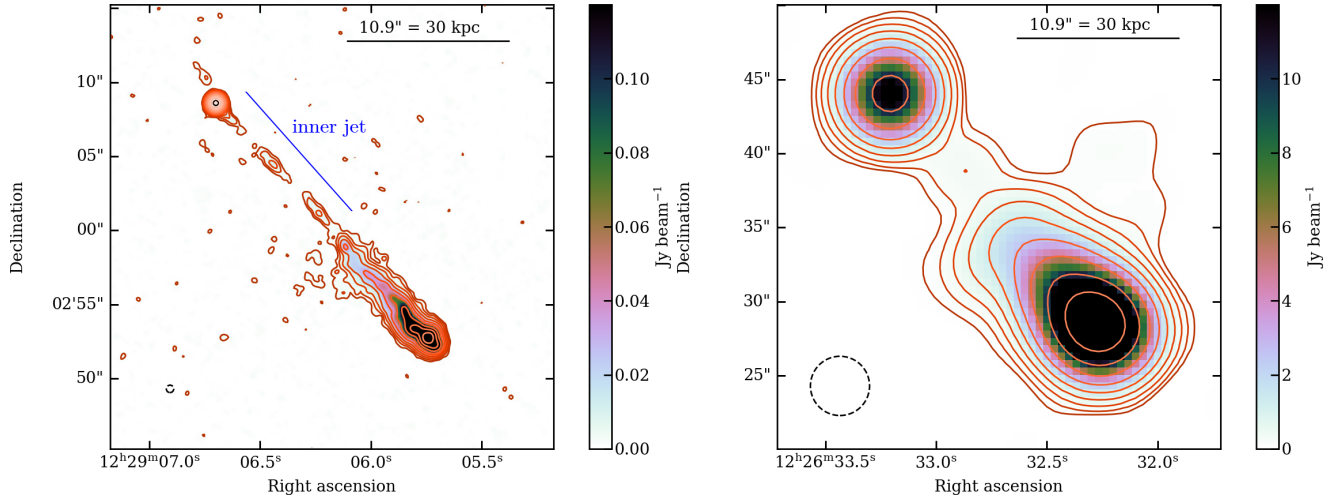 10.9" = 30 kpc
inner jet
10"
05"
00"
02°55"
50"
Declination
12ʰ29ᵐ07.0ˢ
06.5ˢ
06.0ˢ
05.5ˢ
Right ascension
0.10
0.08
0.06
0.04
0.02
0.00
Jy beam⁻¹
10.9" = 30 kpc
45"
40"
35"
30"
25"
Declination
12ʰ26ᵐ33.5ˢ
33.0ˢ
32.5ˢ
32.0ˢ
Right ascension
10
8
6
4
2
0
Jy beam⁻¹